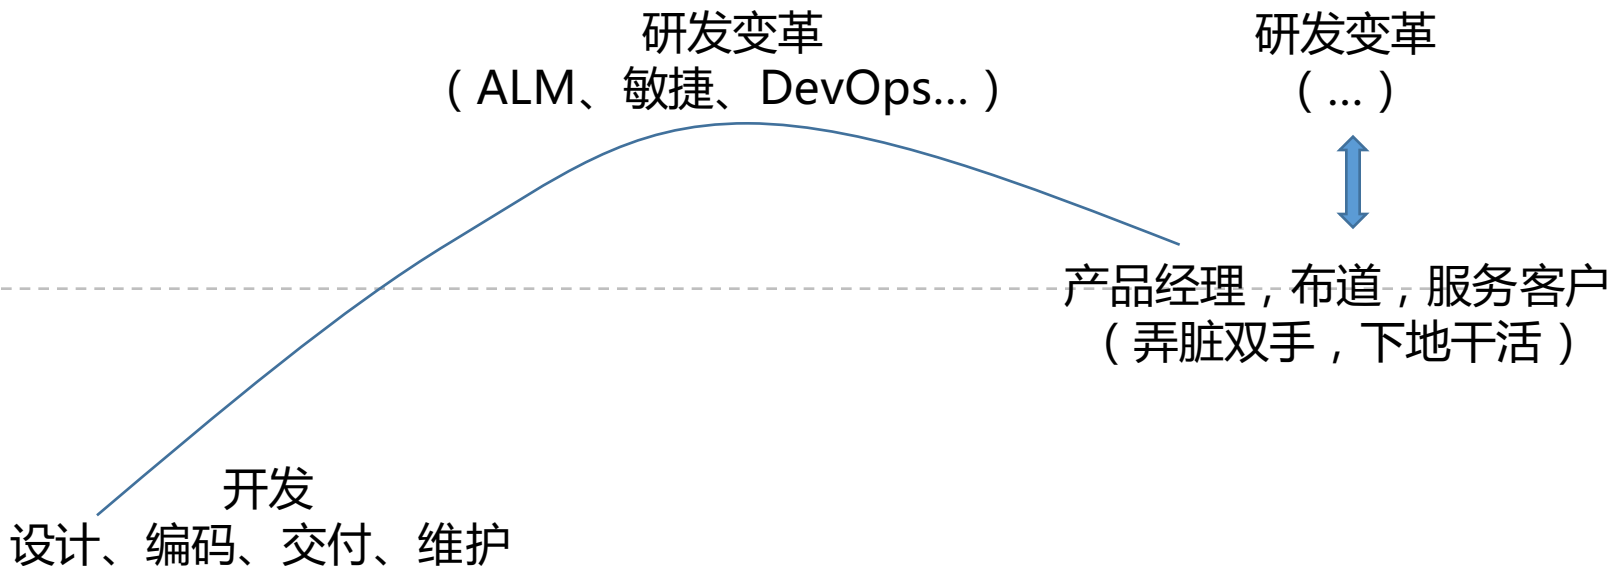 研发变革
（ALM、敏捷、DevOps…）
研发变革
（…）
产品经理，布道，服务客户
（弄脏双手，下地干活）
开发
设计、编码、交付、维护